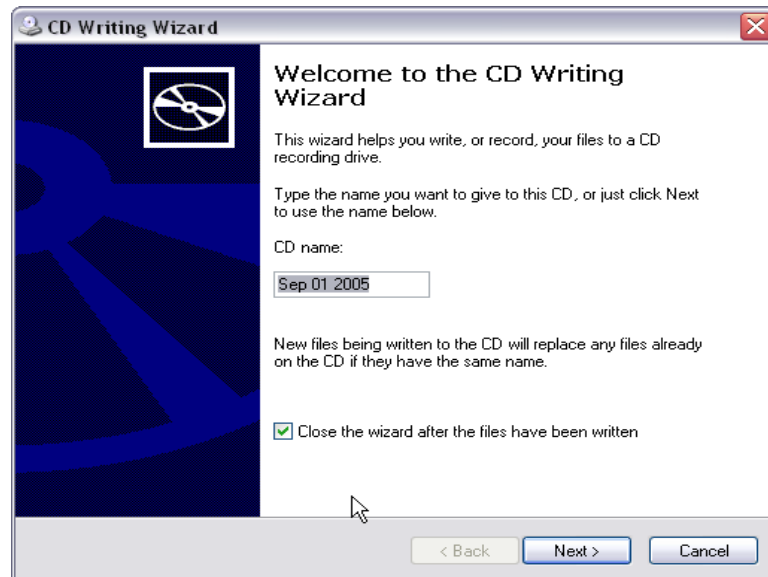 CD Writing Wizard
Welcome to the CD Writing
Wizard
This wizard helps you write, or record, your files to a CD
recording drive.
Type the name you want to give to this CD, or just click Next
to use the name below.
CD name:
Sep 01 2005
New files being written to the CD will replace any files already
on the CD if they have the same name.
Close the wizard after the files have been written
< Back Next > Cancel